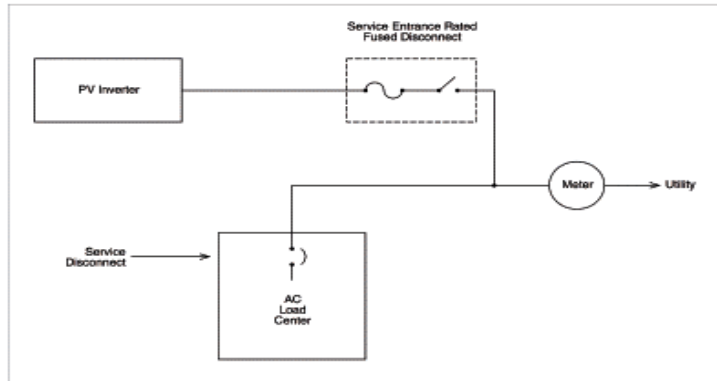 Service Entrance Rated
Fused Disconnect
PV Inverter
Meter
Utility
Service
Disconnect
AC
Load
Center